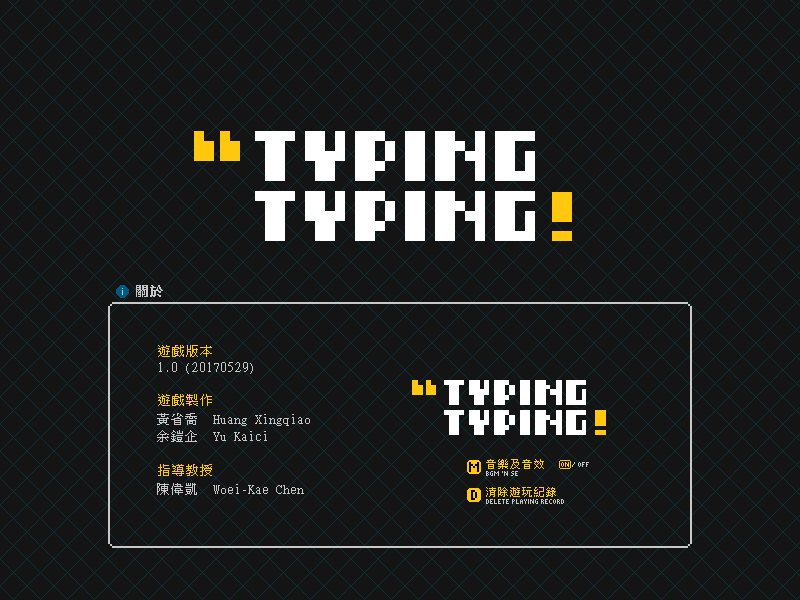 “TYPING
TYPING!
i 關於
遊戲版本
1.0 (20170529)
遊戲製作
黃省喬 Huang Xingqiao
余鎧企 Yu Kaici
指導教授
陳偉凱 Woei-Kae Chen
“TYPING
TYPING!
M 音樂及音效 ON/OFF
BGM 'N SE
D 清除遊玩紀錄
DELETE PLAYING RECORD